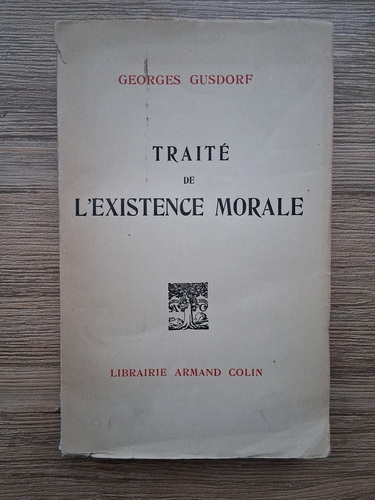 GEORGES GUSDORF
TRAITÉ
DE
L'EXISTENCE MORALE
LIBRAIRIE ARMAND COLIN